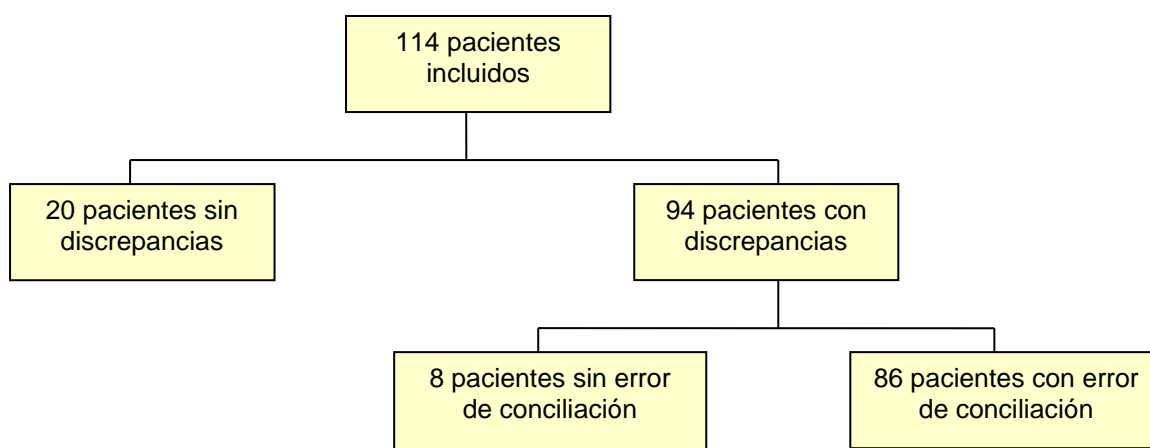 114 pacientes
incluidos
20 pacientes sin
discrepancias
94 pacientes con
discrepancias
8 pacientes sin error
de conciliación
86 pacientes con error
de conciliación